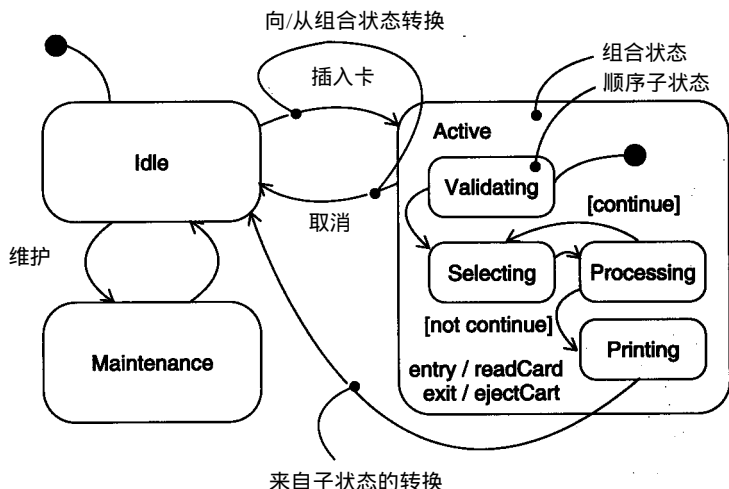 向/从组合状态转换
组合状态
顺序子状态
插入卡
Active
Idle
Validating
[continue]
取消
维护
Selecting
Processing
[not continue]
Printing
Maintenance
entry / readCard
exit / ejectCart
来自子状态的转换